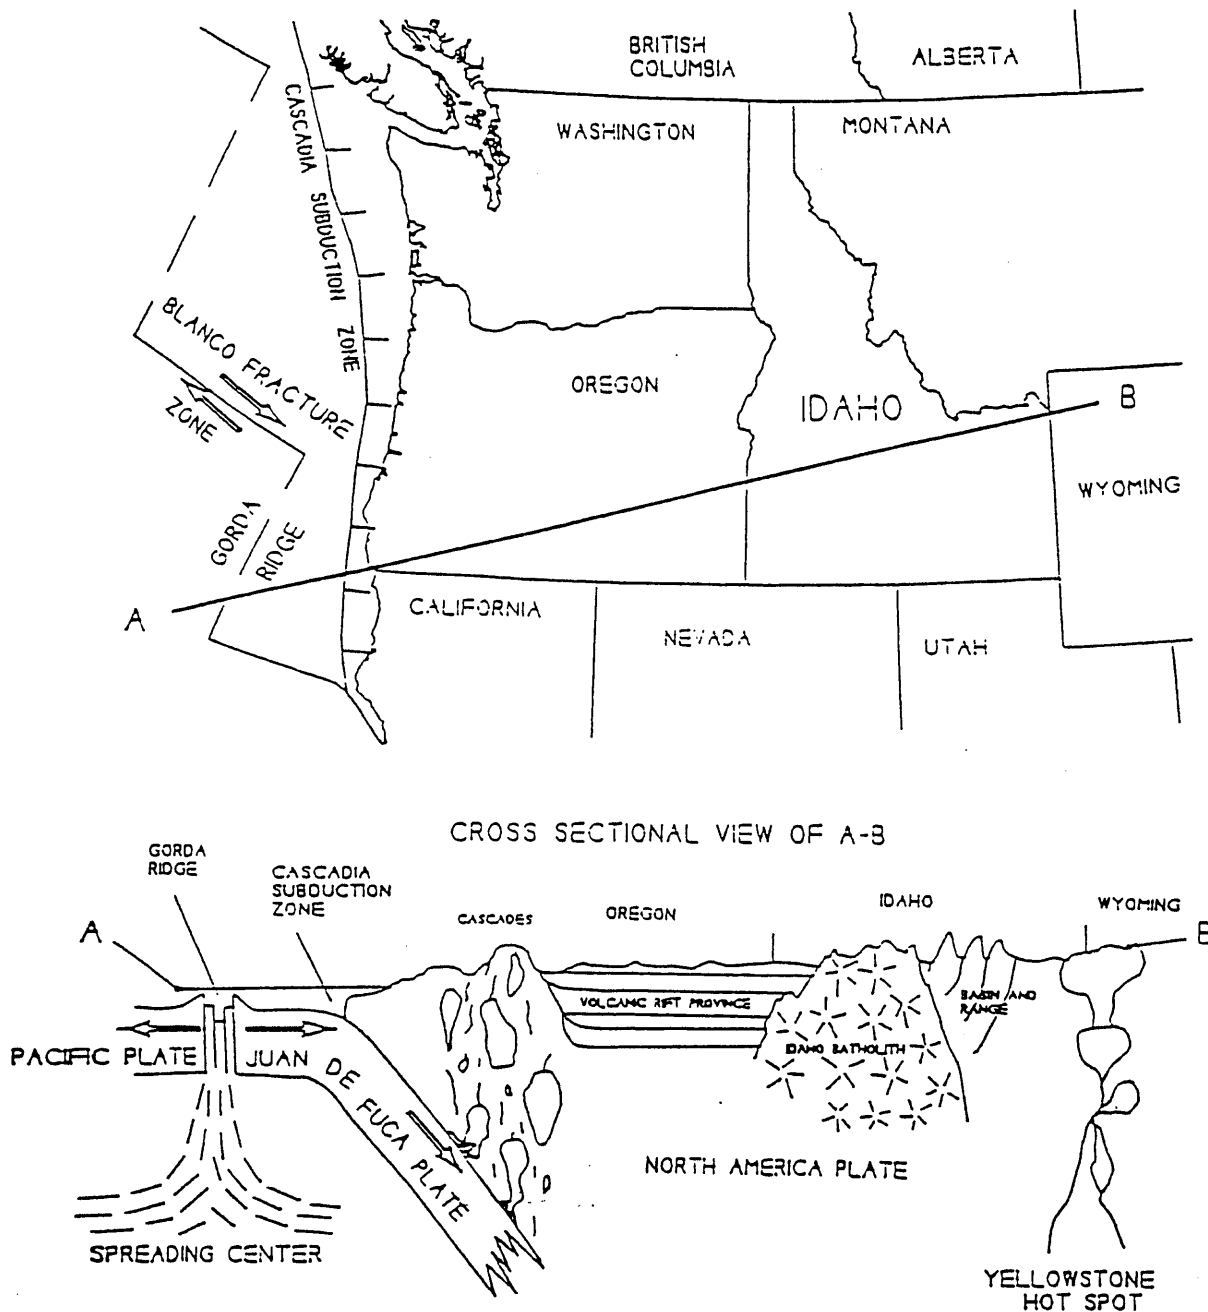 BRITISH
COLUMBIA
ALBERTA
WASHINGTON
MONTANA
CASCADIA SUBDUCTION ZONE
BLANCO FRACTURE
ZONE
OREGON
IDAHO
B
WYOMING
GORDA
RIDGE
A
CALIFORNIA
NEVADA
UTAH
CROSS SECTIONAL VIEW OF A-B
GORDA
RIDGE
CASCADIA
SUBDUCTION
ZONE
A
CASCADES
OREGON
IDAHO
WYOMING
B
VOLCANIC RIFT PROVINCE
BASIN AND
RANGE
IDAHO BATHOLITH
PACIFIC PLATE
JUAN DE FUCA PLATE
NORTH AMERICA PLATE
SPREADING CENTER
YELLOWSTONE
HOT SPOT